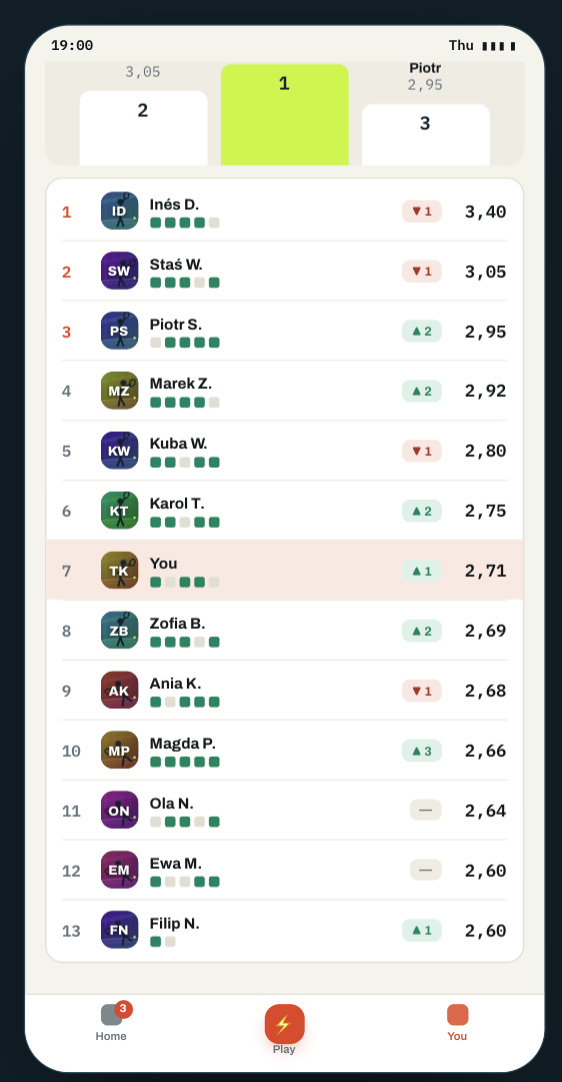 19:00 Thu
3,05
Piotr
2,95
2
1
3
1 ID Inés D. ▼ 1 3,40
2 SW Staś W. ▼ 1 3,05
3 PS Piotr S. ▲ 2 2,95
4 MZ Marek Z. ▲ 2 2,92
5 KW Kuba W. ▼ 1 2,80
6 KT Karol T. ▲ 2 2,75
7 TK You ▲ 1 2,71
8 ZB Zofia B. ▲ 2 2,69
9 AK Ania K. ▼ 1 2,68
10 MP Magda P. ▲ 3 2,66
11 ON Ola N. — 2,64
12 EM Ewa M. — 2,60
13 FN Filip N. ▲ 1 2,60
3
Home
Play
You